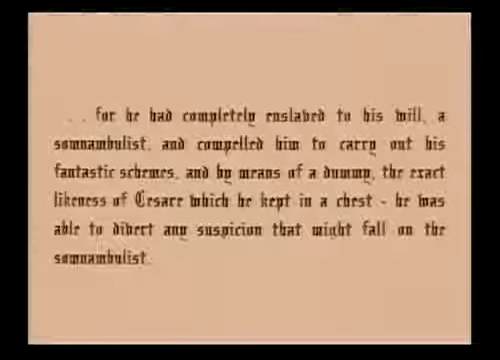 . . for he had completely enslaved to his will, a
somnambulist, and compelled him to carry out his
fantastic schemes, and by means of a dummy, the exact
likeness of Cesare which he kept in a chest - he was
able to divert any suspicion that might fall on the
somnambulist.